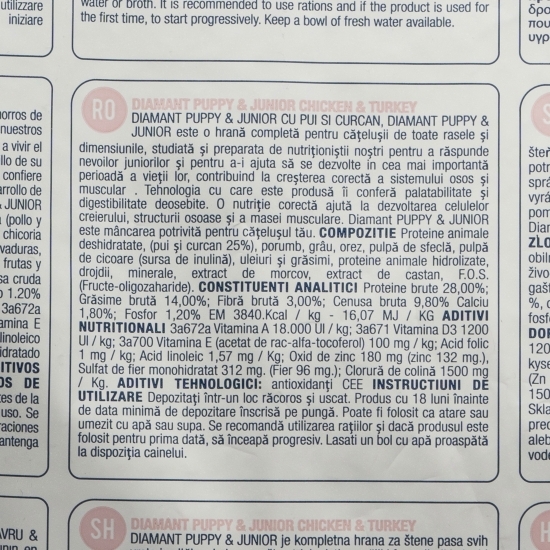 utilizzare
iniziare
water or broth. It is recommended to use rations and if the product is used for
the first time, to start progressively. Keep a bowl of fresh water available.
RO
DIAMANT PUPPY & JUNIOR CHICKEN & TURKEY
DIAMANT PUPPY & JUNIOR CU PUI SI CURCAN, DIAMANT PUPPY &
JUNIOR este o hrană completă pentru cățelușii de toate rasele și
dimensiunile, studiată și preparata de nutriționiștii noștri pentru a răspunde
nevoilor juniorilor și pentru a-i ajuta să se dezvolte in cea mai importantă
perioadă a vieții lor, contribuind la creșterea corectă a sistemului osos și
muscular . Tehnologia cu care este produsă îi conferă palatabilitate și
digestibilitate deosebite. O nutriție corectă ajută la dezvoltarea celulelor
creierului, structurii osoase și a masei musculare. Diamant PUPPY & JUNIOR
este mâncarea potrivită pentru cățelușul tău. COMPOZITIE Proteine animale
deshidratate, (pui și curcan 25%), porumb, grâu, orez, pulpă de sfeclă, pulpă
de cicoare (sursa de inulină), uleiuri și grăsimi, proteine animale hidrolizate,
drojdii, minerale, extract de morcov, extract de castan, F.O.S.
(Fructe-oligozaharide). CONSTITUENTI ANALITICI Proteine brute 28,00%;
Grăsime brută 14,00%; Fibră brută 3,00%; Cenusa bruta 9,80% Calciu
1,80%; Fosfor 1,20% EM 3840.Kcal / kg - 16,07 MJ / KG ADITIVI
NUTRITIONALI 3a672a Vitamina A 18.000 UI / kg; 3a671 Vitamina D3 1200
UI / kg; 3a700 Vitamina E (acetat de rac-alfa-tocoferol) 100 mg / kg; Acid folic
1 mg / kg; Acid linoleic 1,57 mg / Kg; Oxid de zinc 180 mg (zinc 132 mg.),
Sulfat de fier monohidratat 312 mg. (Fier 96 mg.); Clorură de colină 1500 mg
/ Kg. ADITIVI TEHNOLOGICI: antioxidanți CEE INSTRUCTIUNI DE
UTILIZARE Depozitați într-un loc răcoros și uscat. Produs cu 18 luni înainte
de data minimă de depozitare înscrisă pe pungă. Poate fi folosit ca atare sau
umezit cu apă sau supa. Se recomandă utilizarea rațiilor și dacă produsul este
folosit pentru prima dată, să înceapă progresiv. Lasati un bol cu apă proaspăta
la dispoziția cainelui.
SH
DIAMANT PUPPY & JUNIOR CHICKEN & TURKEY
DIAMANT PUPPY & JUNIOR je kompletna hrana za štene pasa svih